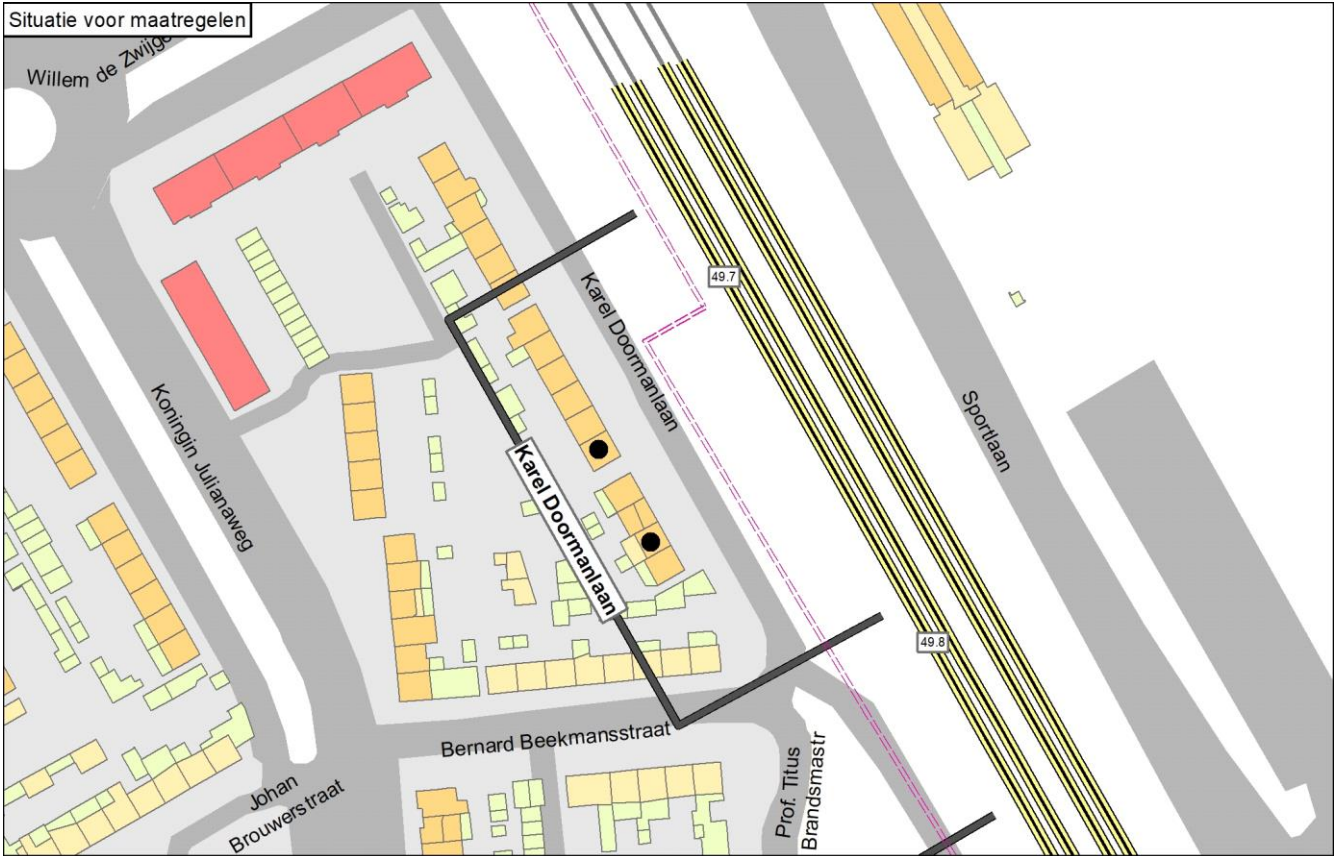 Situatie voor maatregelen
Willem de Zwijge
49.7
Karel Doormanlaan
Koningin Julianaweg
Sportlaan
Karel Doormanlaan
49.8
Bernard Beekmansstraat
Johan
Brouwerstraat
Prof. Titus
Brandsmastr